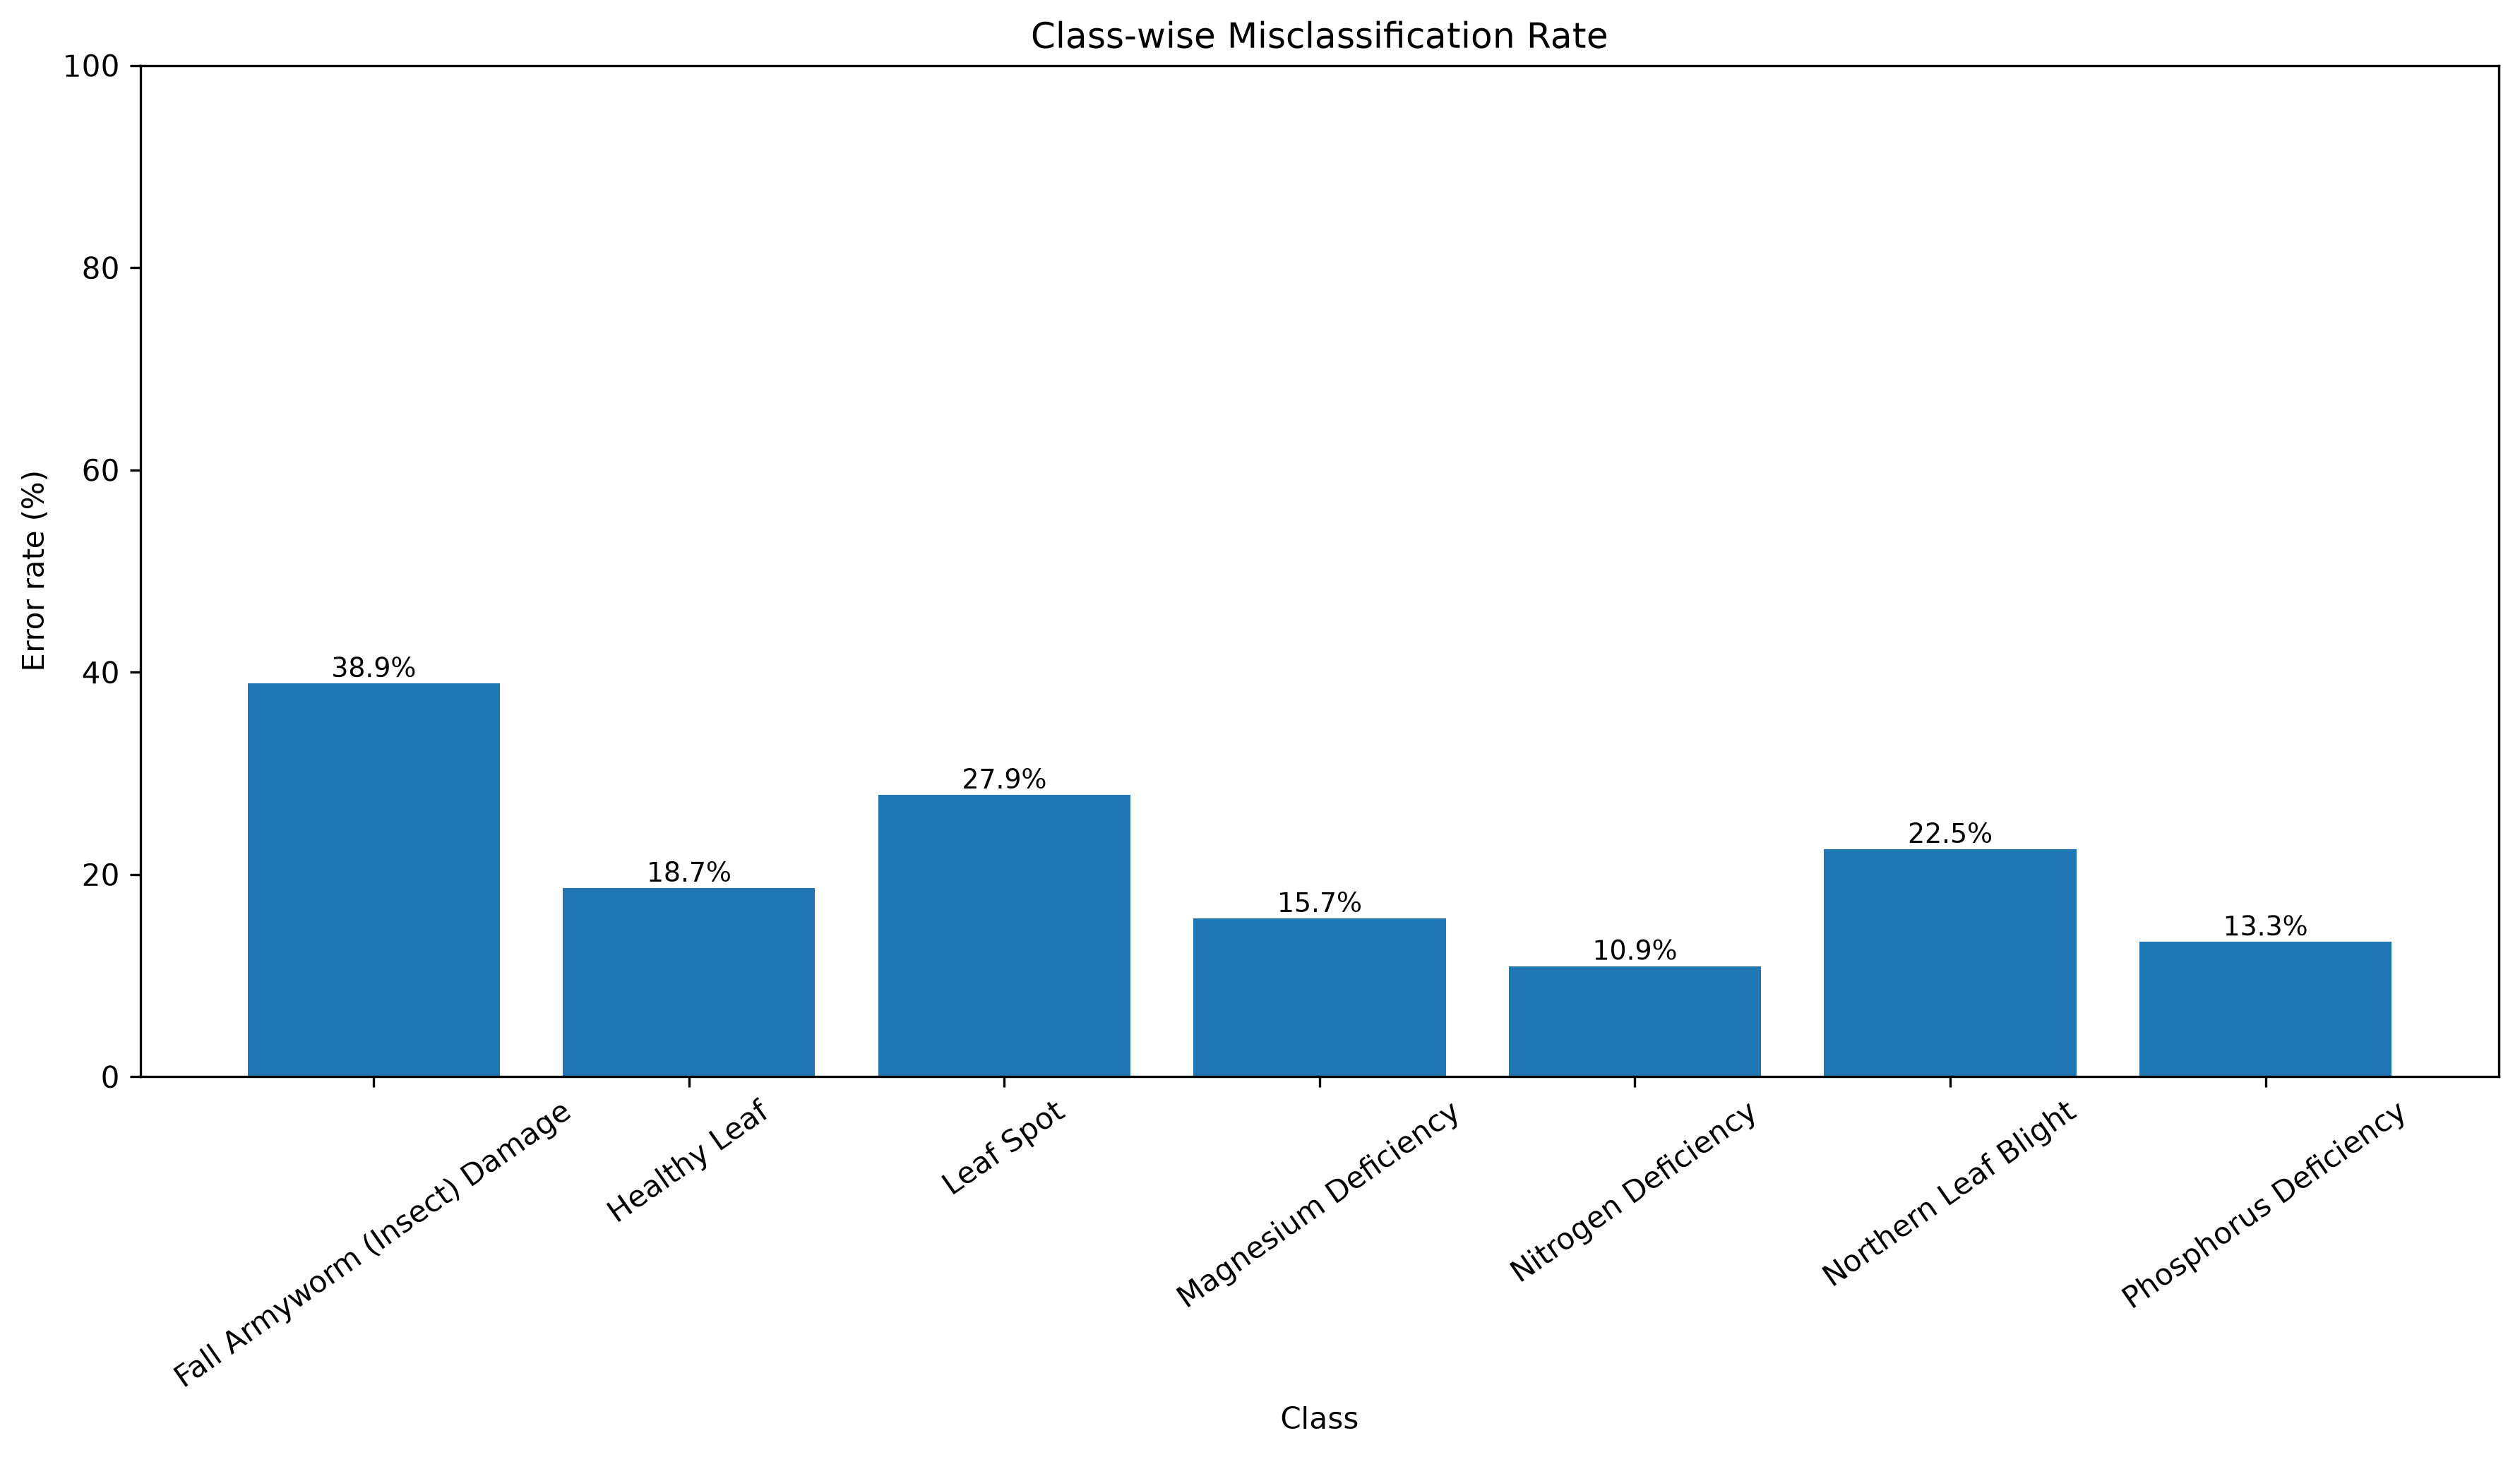 Class-wise Misclassification Rate
Error rate (%)
100
80
60
40
20
0
38.9%
18.7%
27.9%
15.7%
10.9%
22.5%
13.3%
Fall Armyworm (Insect) Damage
Healthy Leaf
Leaf Spot
Magnesium Deficiency
Nitrogen Deficiency
Northern Leaf Blight
Phosphorus Deficiency
Class